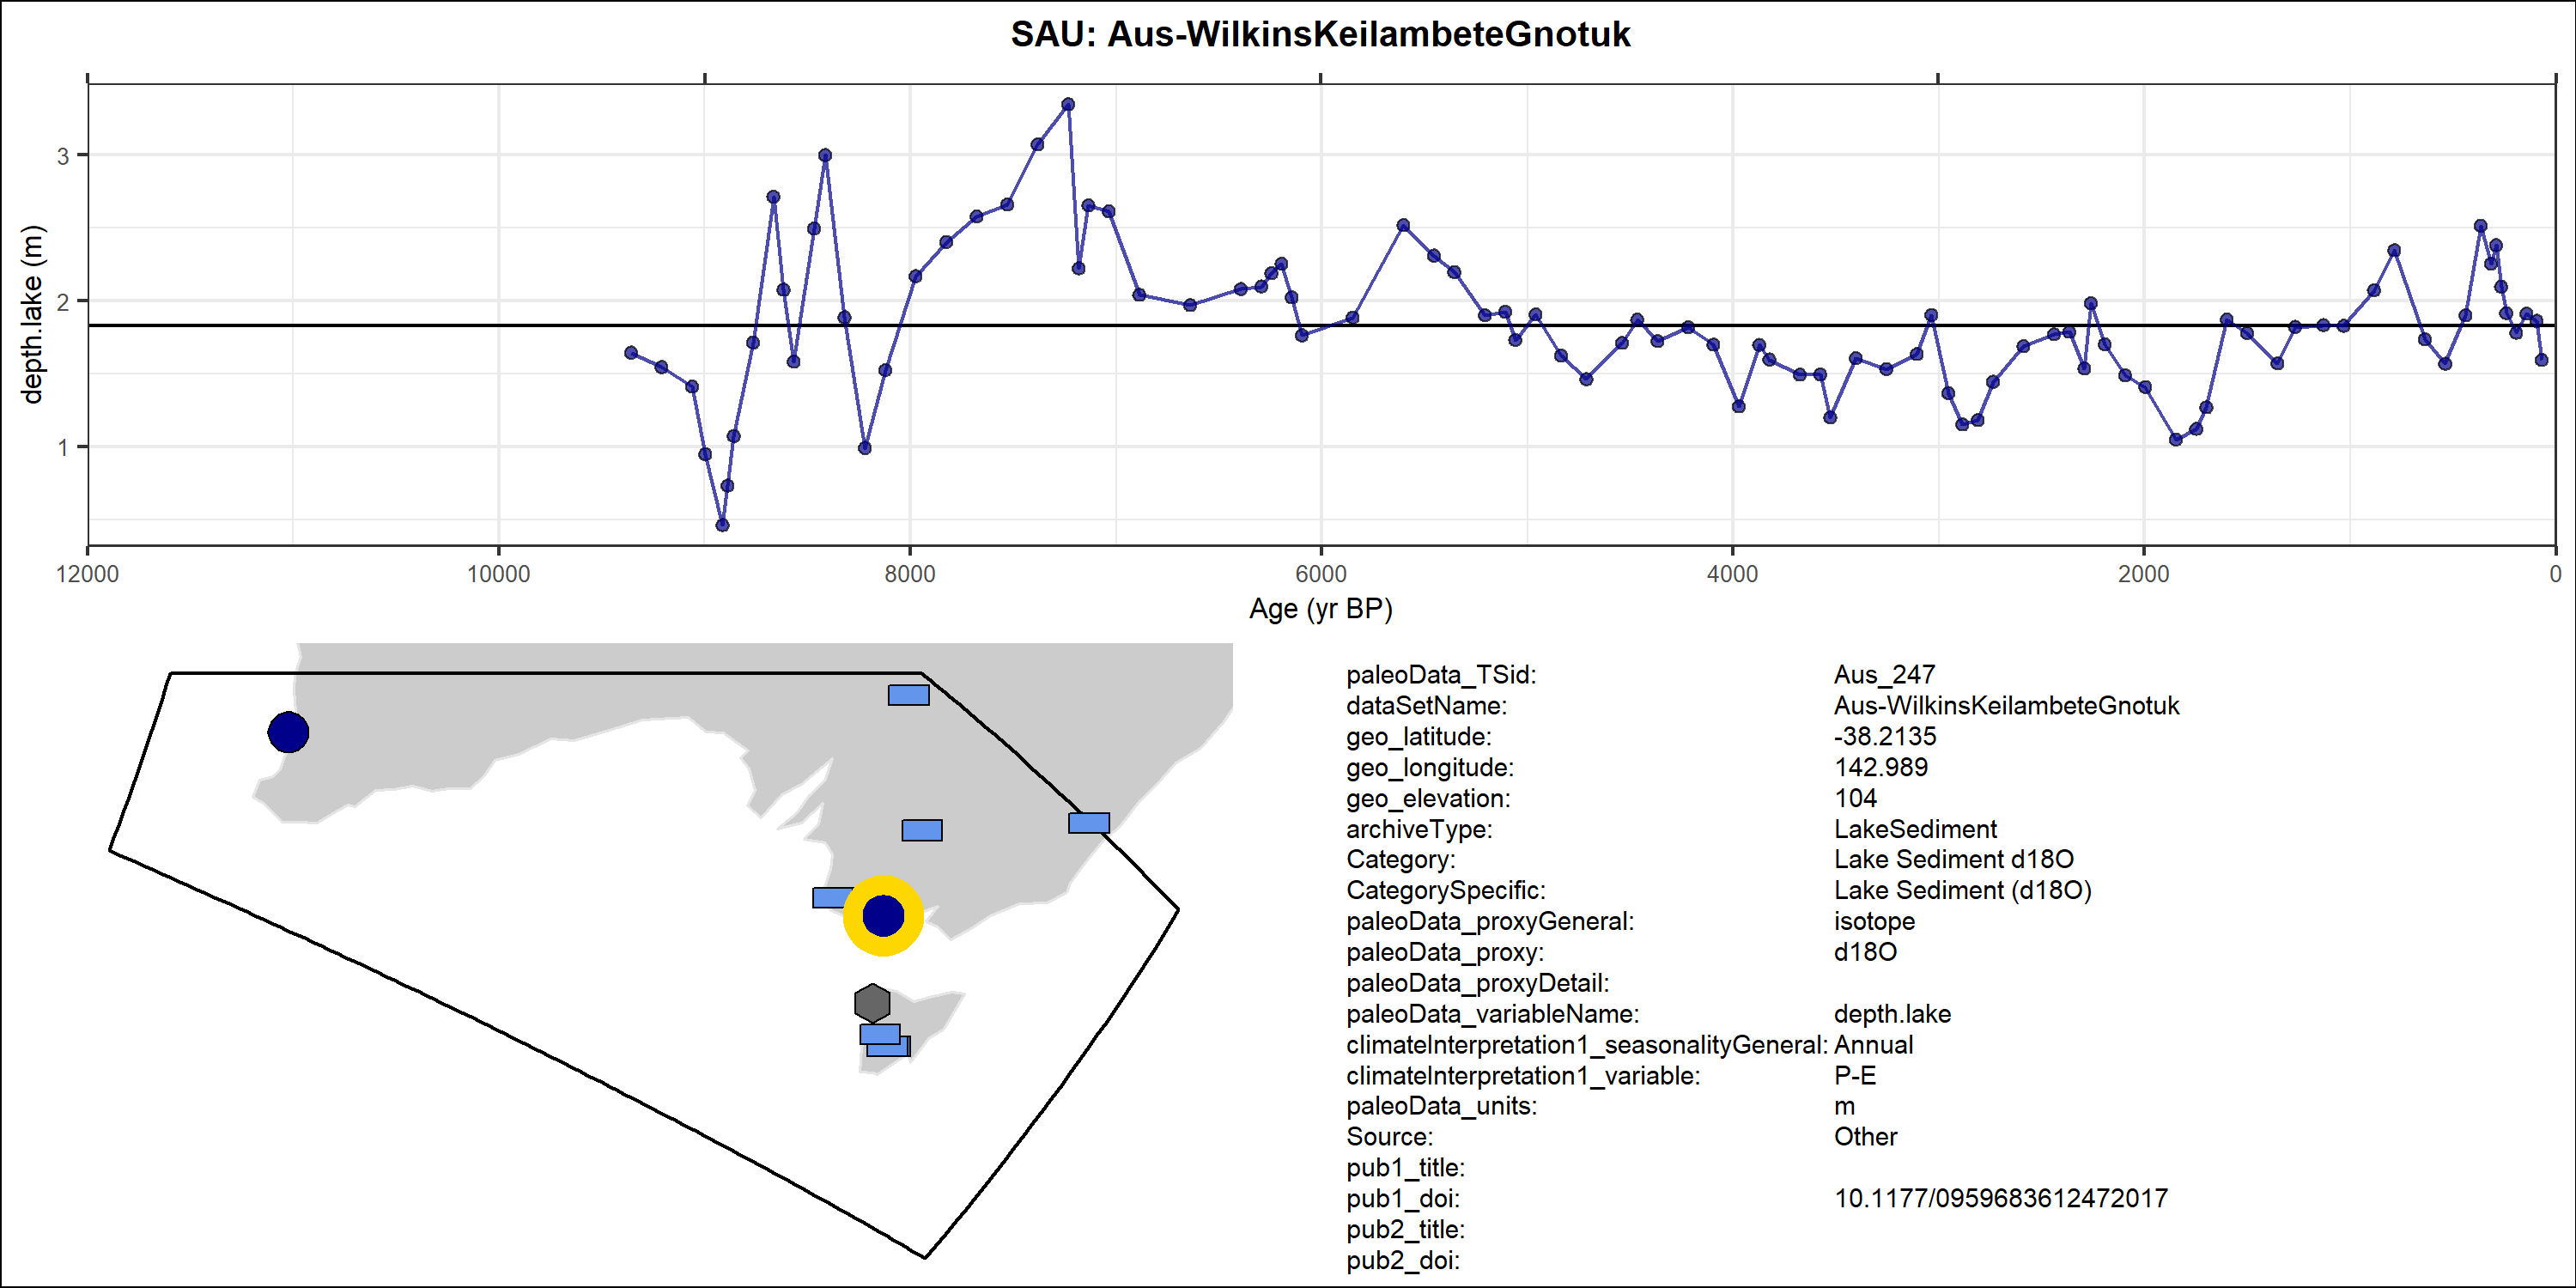 SAU: Aus-WilkinsKeilambeteGnotuk
depth.lake (m)
3
2
1
12000 10000 8000 6000 4000 2000 0
Age (yr BP)
paleoData_TSid: Aus_247
dataSetName: Aus-WilkinsKeilambeteGnotuk
geo_latitude: -38.2135
geo_longitude: 142.989
geo_elevation: 104
archiveType: LakeSediment
Category: Lake Sediment d18O
CategorySpecific: Lake Sediment (d18O)
paleoData_proxyGeneral: isotope
paleoData_proxy: d18O
paleoData_proxyDetail:
paleoData_variableName: depth.lake
climateInterpretation1_seasonalityGeneral: Annual
climateInterpretation1_variable: P-E
paleoData_units: m
Source: Other
pub1_title:
pub1_doi: 10.1177/0959683612472017
pub2_title:
pub2_doi: